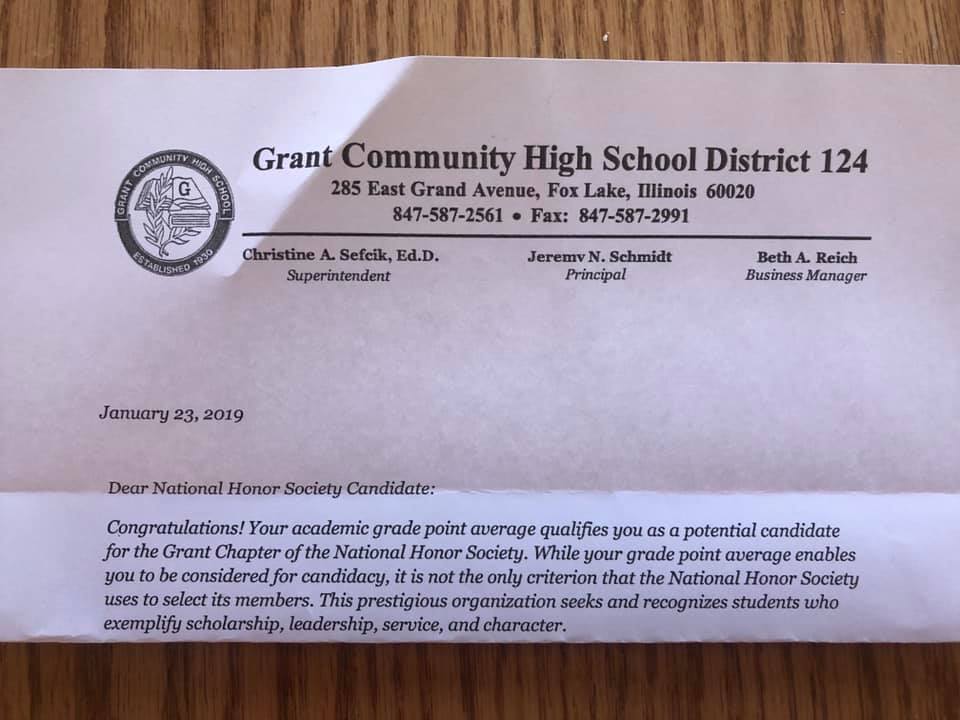 Grant Community High School District 124
285 East Grand Avenue, Fox Lake, Illinois 60020
847-587-2561 • Fax: 847-587-2991
GRANT COMMUNITY HIGH SCHOOL
G
ESTABLISHED 1930
Christine A. Sefcik, Ed.D. Jeremy N. Schmidt Beth A. Reich
Superintendent Principal Business Manager
January 23, 2019
Dear National Honor Society Candidate:
Congratulations! Your academic grade point average qualifies you as a potential candidate
for the Grant Chapter of the National Honor Society. While your grade point average enables
you to be considered for candidacy, it is not the only criterion that the National Honor Society
uses to select its members. This prestigious organization seeks and recognizes students who
exemplify scholarship, leadership, service, and character.